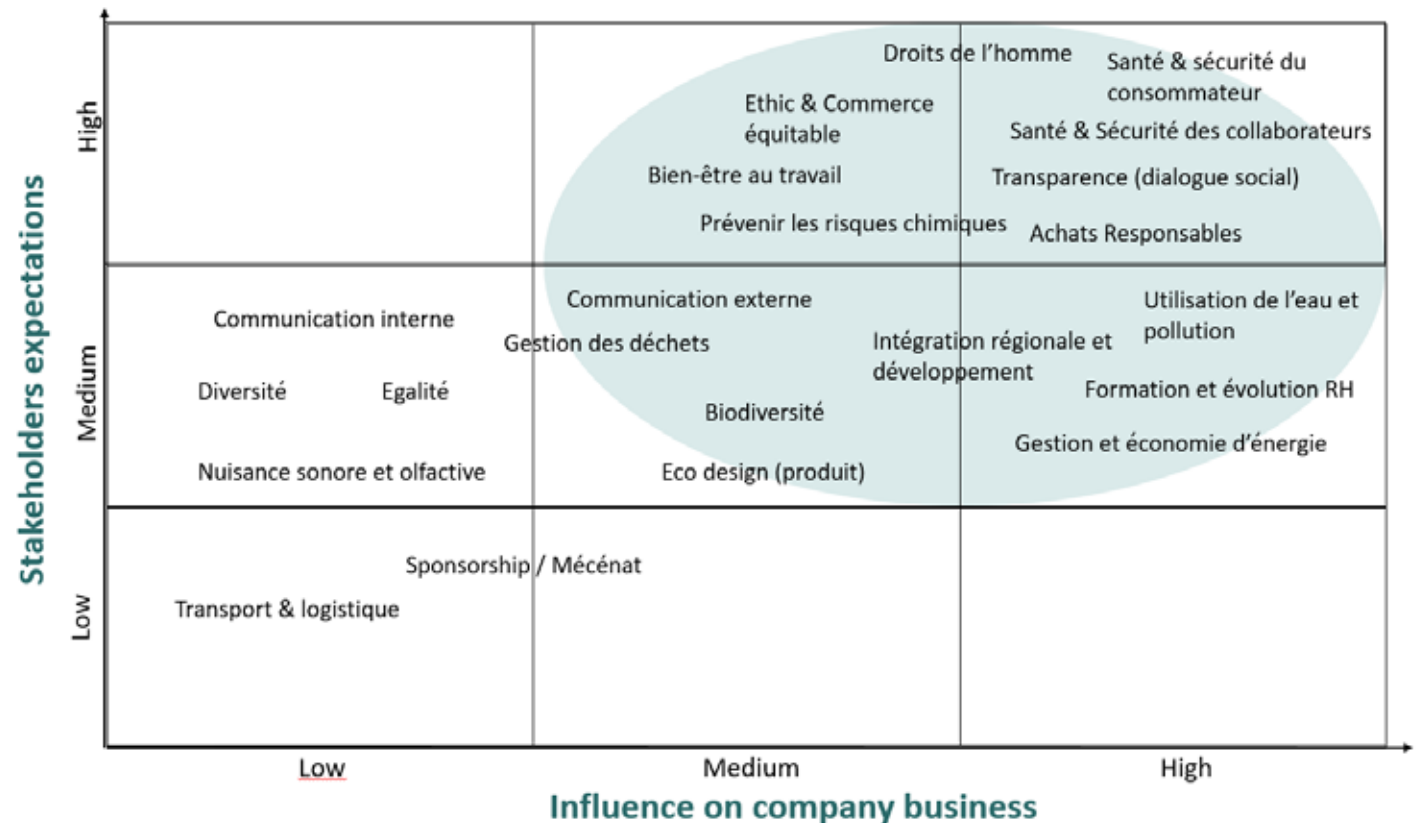 Stakeholders expectations
High
Medium
Low
Droits de l'homme
Santé & sécurité du
consommateur
Ethic & Commerce
équitable
Santé & Sécurité des collaborateurs
Bien-être au travail
Transparence (dialogue social)
Prévenir les risques chimiques
Achats Responsables
Communication interne
Communication externe
Utilisation de l'eau et
pollution
Gestion des déchets
Intégration régionale et
développement
Diversité
Egalité
Biodiversité
Formation et évolution RH
Gestion et économie d'énergie
Nuisance sonore et olfactive
Eco design (produit)
Sponsorship / Mécénat
Transport & logistique
Low
Medium
High
Influence on company business